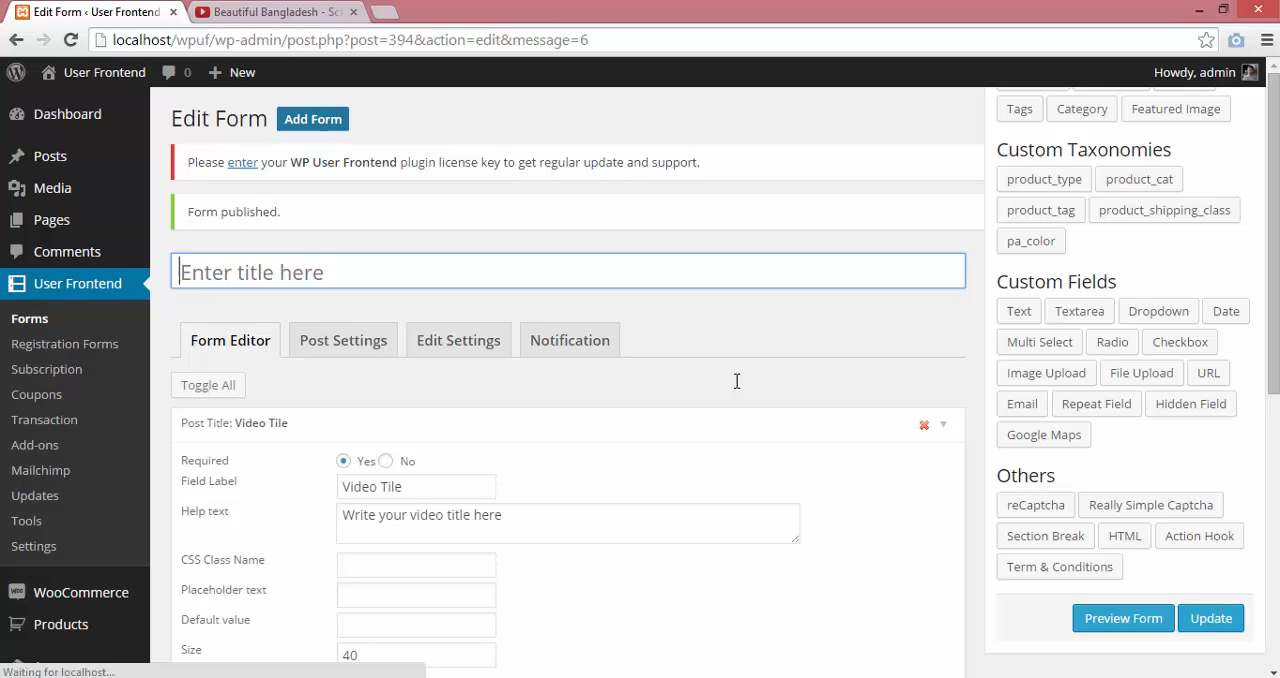 Edit Form ‹ User Frontend ×
Beautiful Bangladesh - Scl ×
localhost/wpuf/wp-admin/post.php?post=394&action=edit&message=6
User Frontend 0 + New
Howdy, admin
Dashboard
Posts
Media
Pages
Comments
User Frontend
Forms
Registration Forms
Subscription
Coupons
Transaction
Add-ons
Mailchimp
Updates
Tools
Settings
WooCommerce
Products
Waiting for localhost...
Edit Form Add Form
Please enter your WP User Frontend plugin license key to get regular update and support.
Form published.
Enter title here
Form Editor Post Settings Edit Settings Notification
Toggle All
Post Title: Video Tile
Required Yes No
Field Label Video Tile
Help text Write your video title here
CSS Class Name
Placeholder text
Default value
Size 40
Tags Category Featured Image
Custom Taxonomies
product_type product_cat
product_tag product_shipping_class
pa_color
Custom Fields
Text Textarea Dropdown Date
Multi Select Radio Checkbox
Image Upload File Upload URL
Email Repeat Field Hidden Field
Google Maps
Others
reCaptcha Really Simple Captcha
Section Break HTML Action Hook
Term & Conditions
Preview Form Update